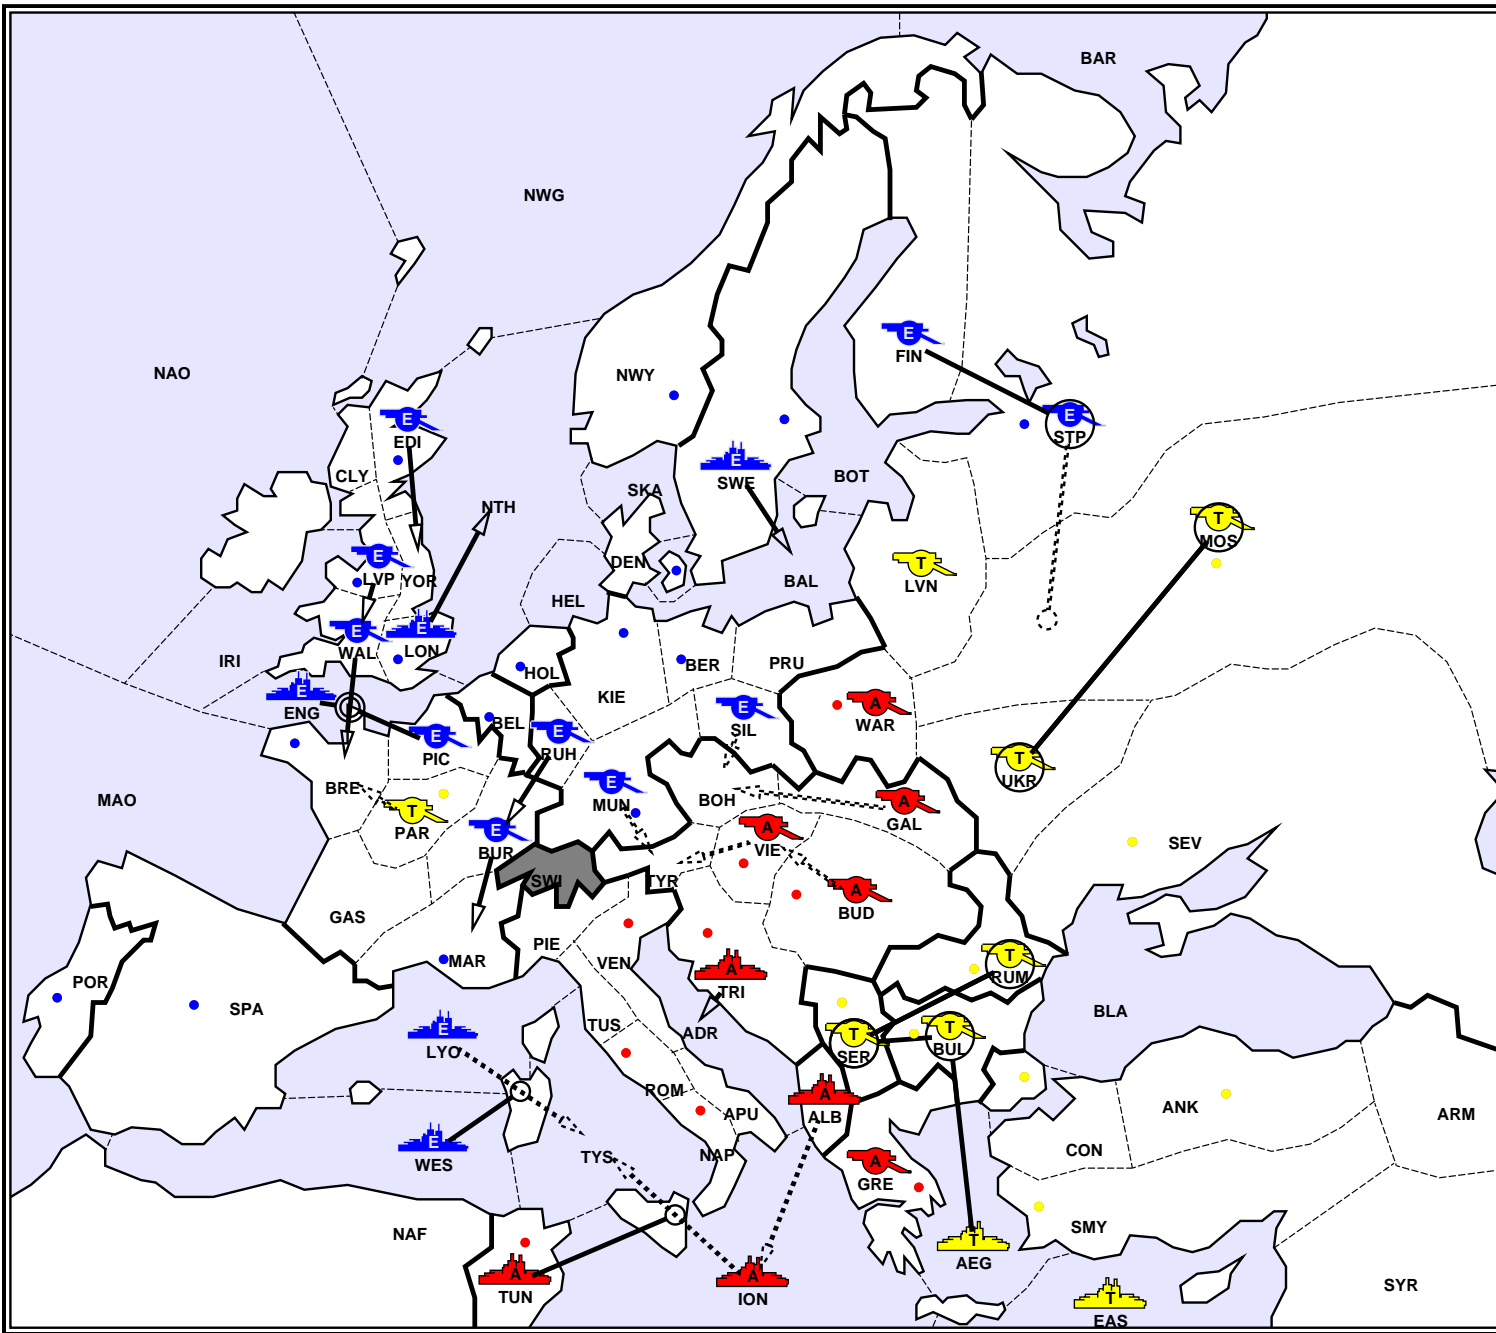 BAR
NWG
E
FIN
NAO
NWY
E
STP
E
EDI
CLY
E
SWE
BOT
SKA
NTH
T
MOS
E
LVP
YOR
DEN
T
LVN
BAL
HEL
E
WAL
E
LON
IRI
HOL
BER
PRU
KIE
E
ENG
BEL
E
SIL
A
WAR
E
PIC
E
RUH
T
UKR
MAO
BRE
T
PAR
E
MUN
BOH
A
GAL
E
BUR
A
VIE
SEV
SWI
TYR
A
BUD
GAS
PIE
VEN
MAR
T
RUM
POR
SPA
A
TRI
BLA
E
LYO
TUS
ADR
T
SER
T
BUL
ROM
APU
A
ALB
ANK
ARM
E
WES
TYS
NAP
CON
A
GRE
NAF
SMY
T
AEG
A
TUN
A
ION
SYR
T
EAS